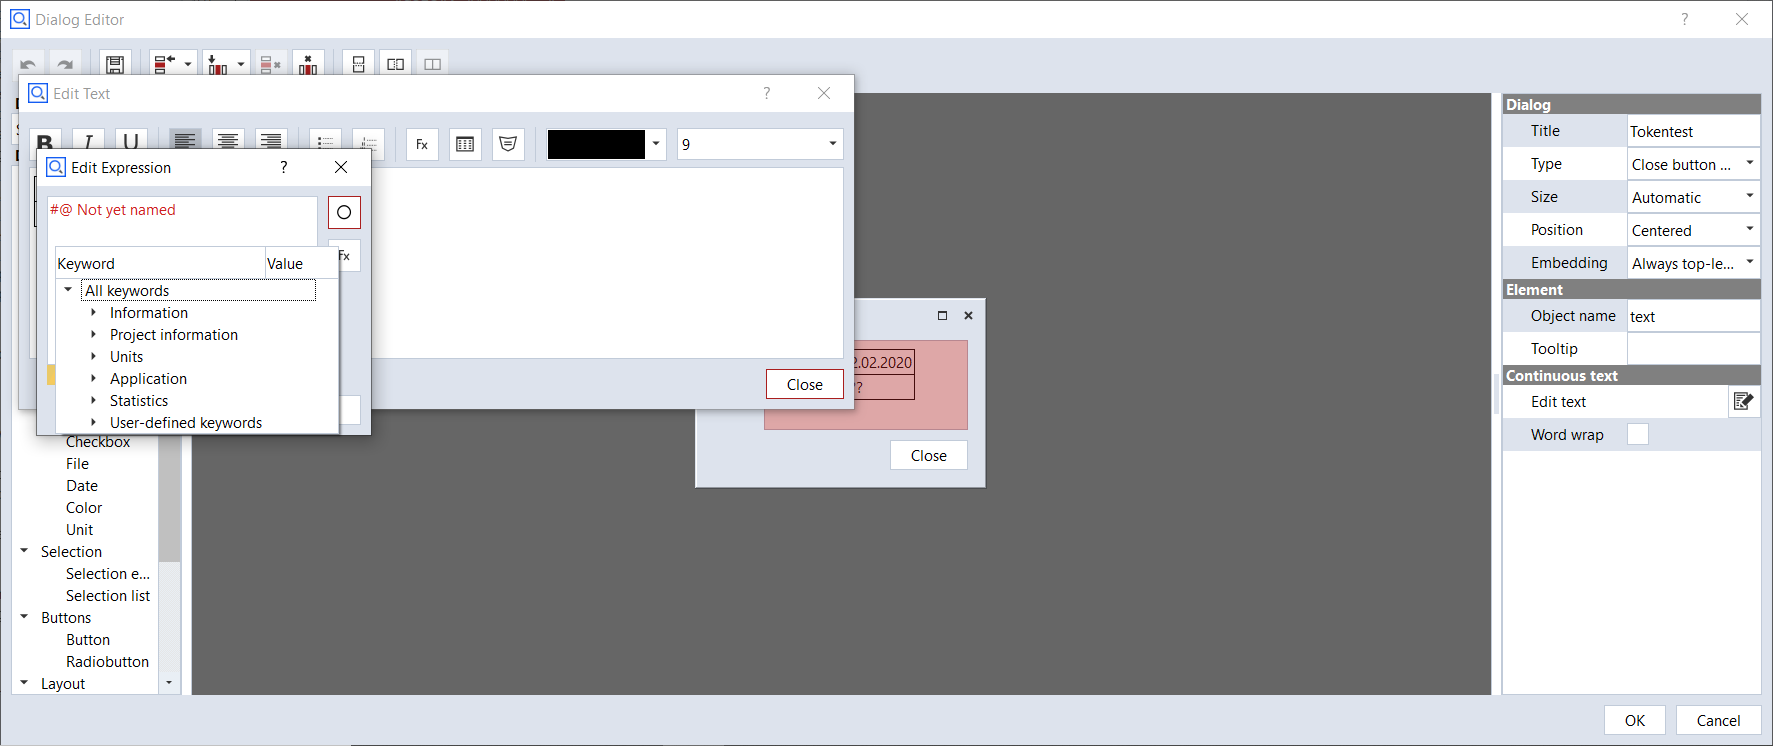 Dialog Editor
?
Edit Text
?
B I U
Fx
9
Edit Expression
?
#@ Not yet named
Fx
Keyword
Value
All keywords
Information
Project information
Units
Application
Statistics
User-defined keywords
Close
Checkbox
File
Date
Color
Unit
Selection
Selection e...
Selection list
Buttons
Button
Radiobutton
Layout
2.02.2020
??
Close
Dialog
Title
Tokentest
Type
Close button ...
Size
Automatic
Position
Centered
Embedding
Always top-le...
Element
Object name
text
Tooltip
Continuous text
Edit text
Word wrap
OK
Cancel